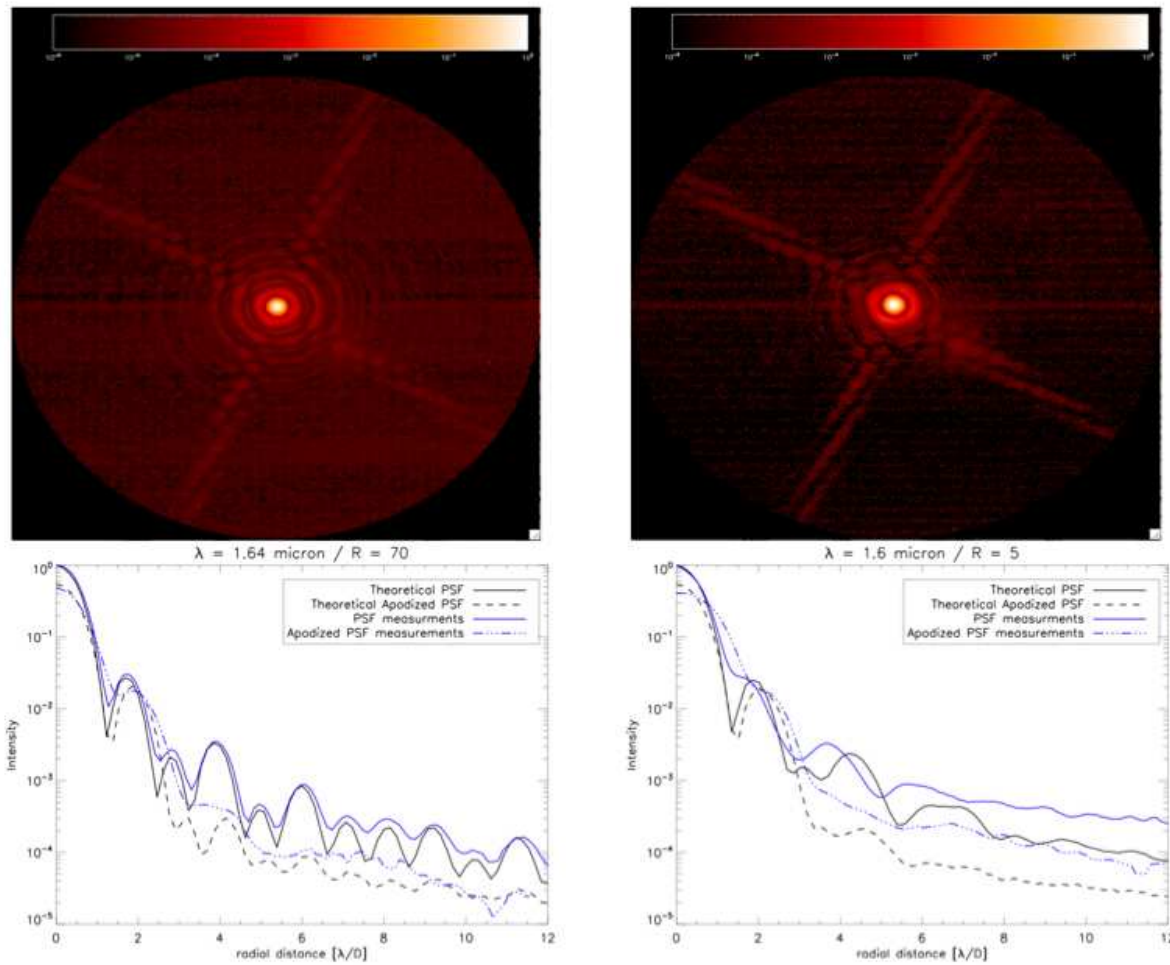 λ = 1.64 micron / R = 70
10⁰
10⁻¹
10⁻²
10⁻³
10⁻⁴
10⁻⁵
Intensity
Theoretical PSF
Theoretical Apodized PSF
PSF measurments
Apodized PSF measurements
0 2 4 6 8 10 12
radial distance [λ/D]
λ = 1.6 micron / R = 5
10⁰
10⁻¹
10⁻²
10⁻³
10⁻⁴
10⁻⁵
Intensity
Theoretical PSF
Theoretical Apodized PSF
PSF measurments
Apodized PSF measurements
0 2 4 6 8 10 12
radial distance [λ/D]